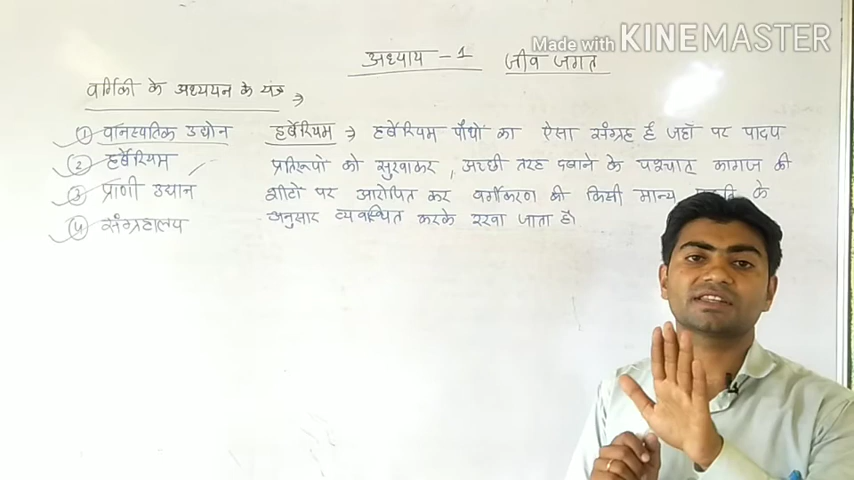 Made with KINEMASTER
अध्याय - 1 जीव जगत
वर्गिकी के अध्ययन के यंत्र →
① वानस्पतिक उद्योन
② हर्बेरियम
③ प्राणी उद्यान
④ संग्रहालय
हर्बेरियम → हर्बेरियम पौधों का ऐसा संग्रह है जहाँ पर पादप
प्रतिरूपो को सुखाकर, अच्छी तरह दबाने के पश्चात् कागज की
शीटों पर आरोपित कर वर्गीकरण की किसी मान्य के
अनुसार व्यवस्थित करके रखा जाता है।